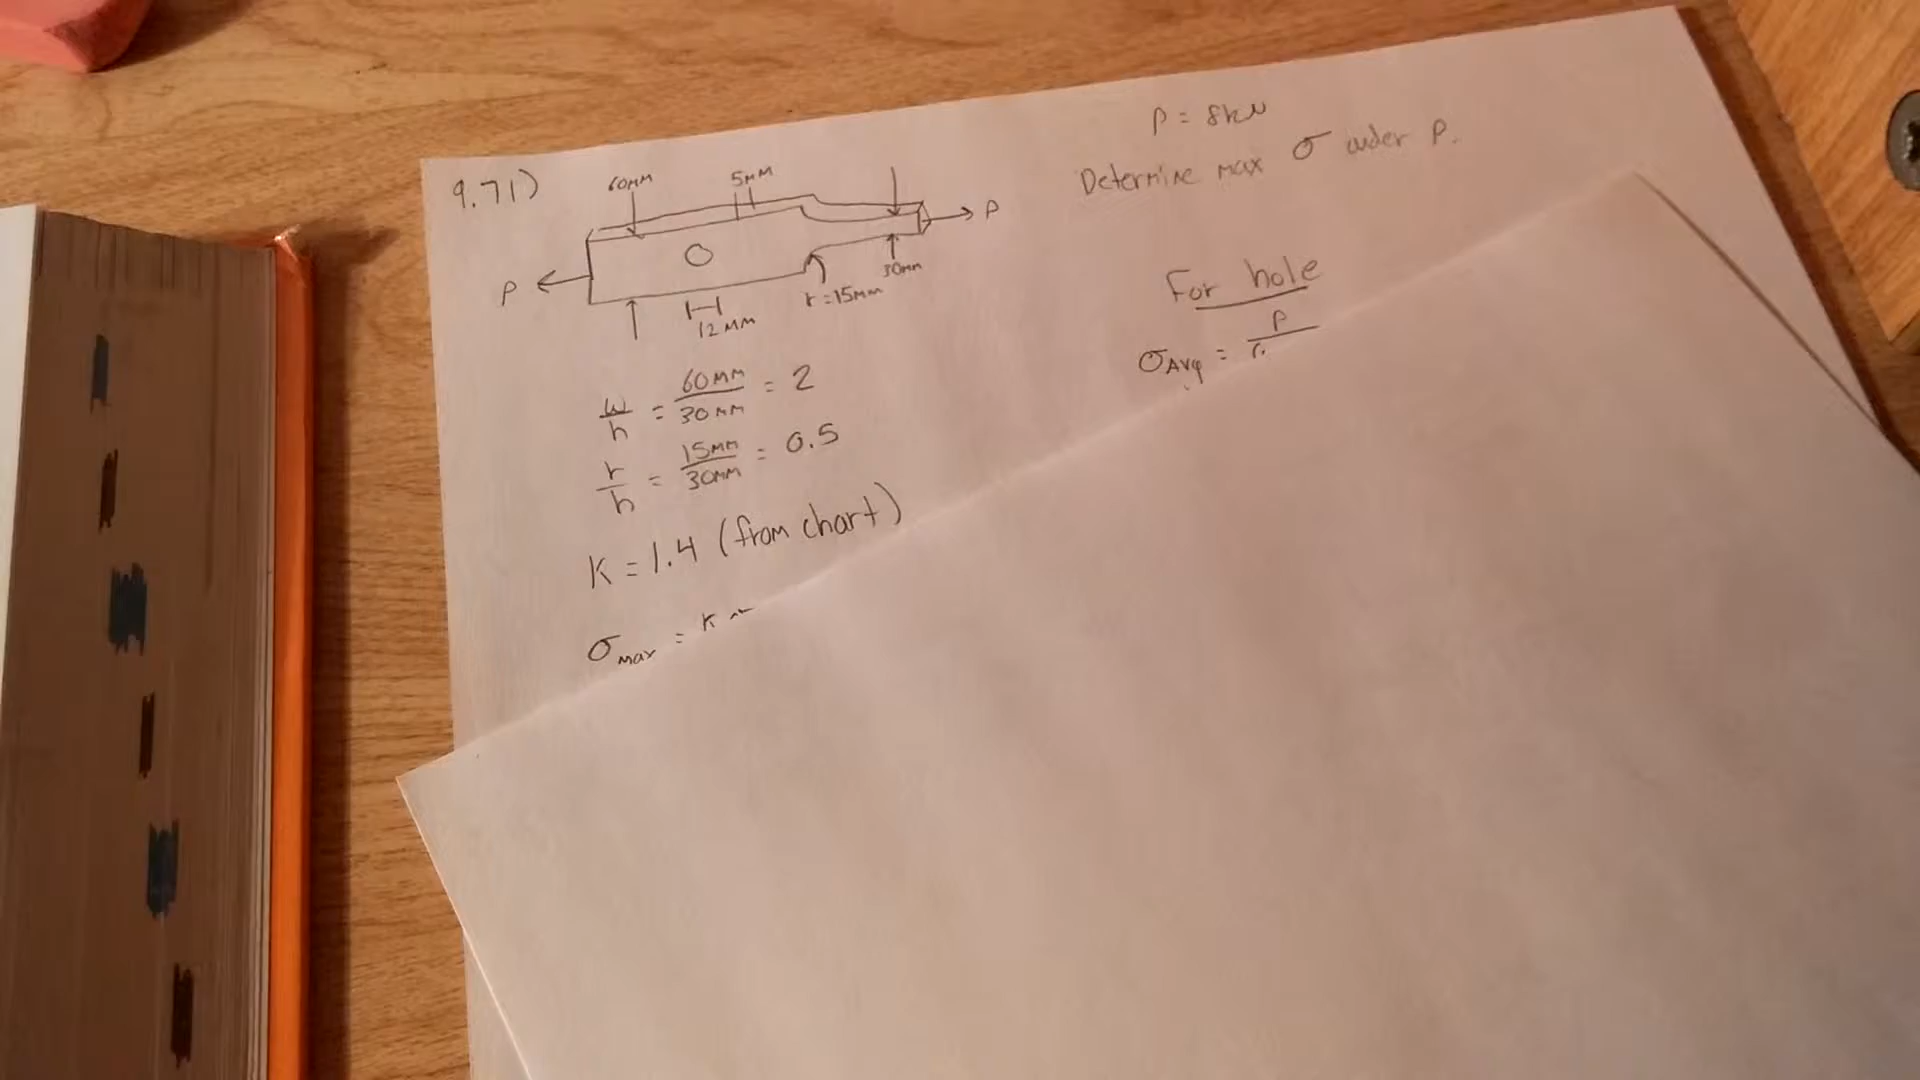 9.71)
60mm
5mm
P
P
30mm
r=15mm
12mm
P = 8kN
Determine max σ under P.
w/h = 60mm/30mm = 2
r/h = 15mm/30mm = 0.5
K = 1.4 (from chart)
σmax = K
For hole
σAvg = P/